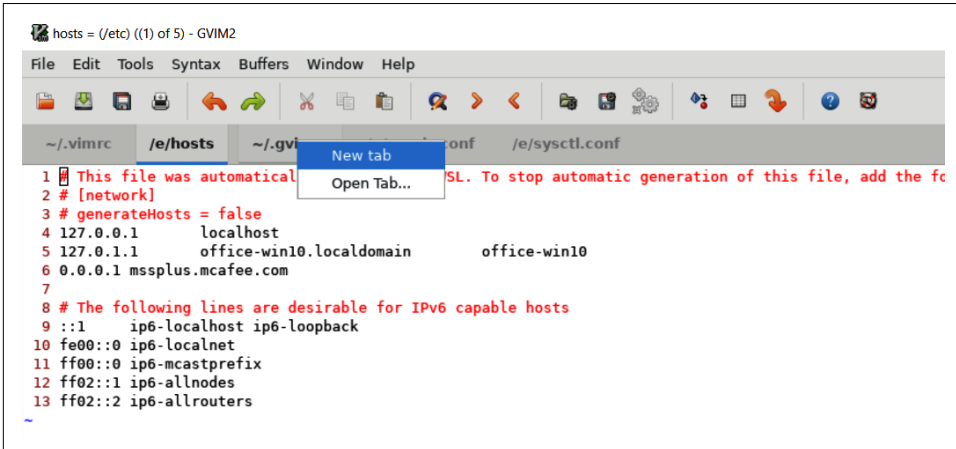 hosts = (/etc) ((1) of 5) - GVIM2
File Edit Tools Syntax Buffers Window Help
~/.vimrc /e/hosts ~/.gvi onf /e/sysctl.conf
New tab
Open Tab...
1 # This file was automatical SL. To stop automatic generation of this file, add the fo
2 # [network]
3 # generateHosts = false
4 127.0.0.1 localhost
5 127.0.1.1 office-win10.localdomain office-win10
6 0.0.0.1 mssplus.mcafee.com
7
8 # The following lines are desirable for IPv6 capable hosts
9 ::1 ip6-localhost ip6-loopback
10 fe00::0 ip6-localnet
11 ff00::0 ip6-mcastprefix
12 ff02::1 ip6-allnodes
13 ff02::2 ip6-allrouters
~